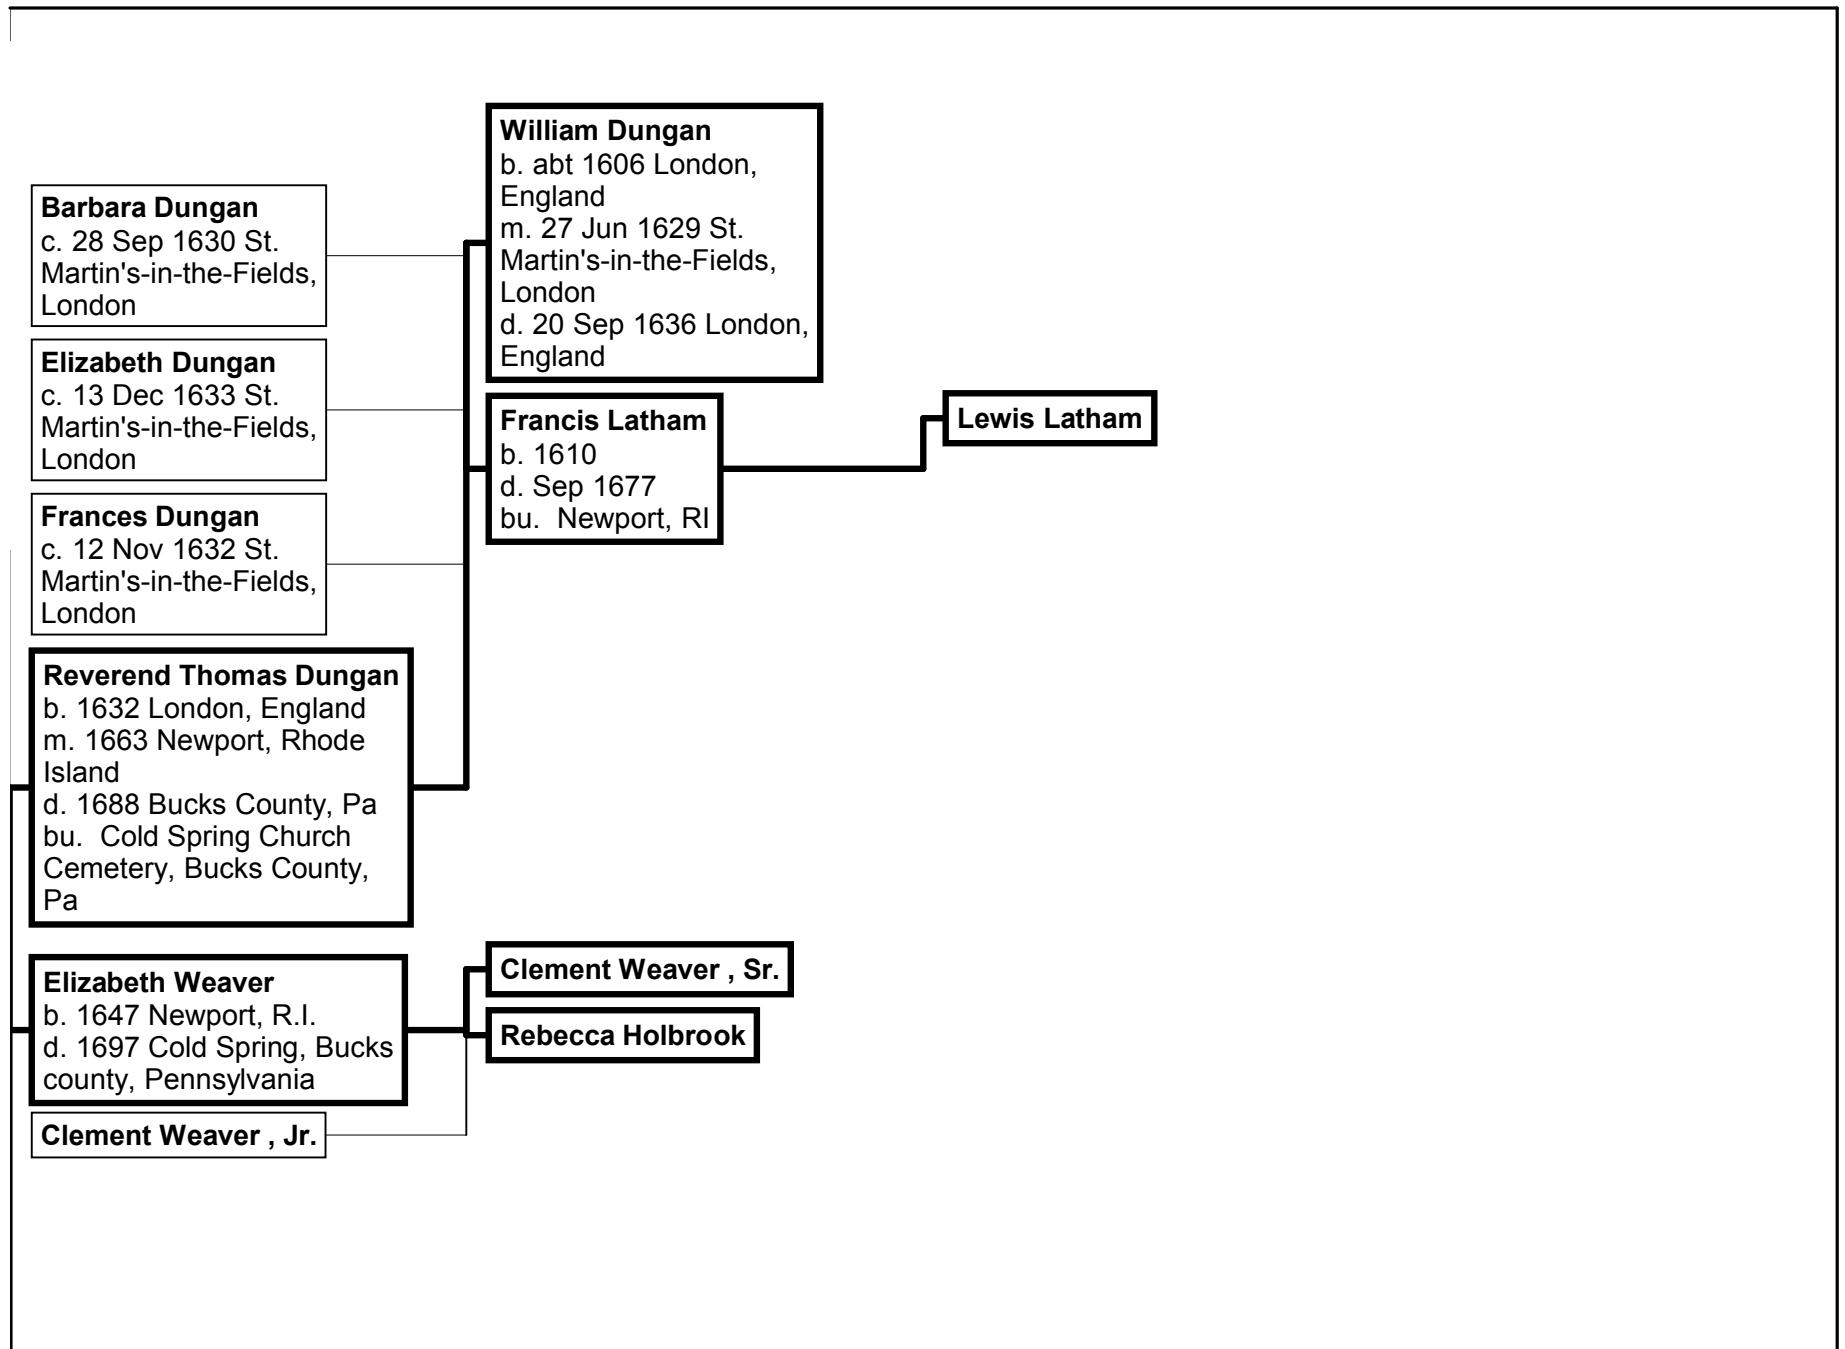 Barbara Dungan
c. 28 Sep 1630 St.
Martin's-in-the-Fields,
London
Elizabeth Dungan
c. 13 Dec 1633 St.
Martin's-in-the-Fields,
London
Frances Dungan
c. 12 Nov 1632 St.
Martin's-in-the-Fields,
London
Reverend Thomas Dungan
b. 1632 London, England
m. 1663 Newport, Rhode
Island
d. 1688 Bucks County, Pa
bu.  Cold Spring Church
Cemetery, Bucks County,
Pa
Elizabeth Weaver
b. 1647 Newport, R.I.
d. 1697 Cold Spring, Bucks
county, Pennsylvania
Clement Weaver , Jr.
William Dungan
b. abt 1606 London,
England
m. 27 Jun 1629 St.
Martin's-in-the-Fields,
London
d. 20 Sep 1636 London,
England
Francis Latham
b. 1610
d. Sep 1677
bu.  Newport, RI
Clement Weaver , Sr.
Rebecca Holbrook
Lewis Latham